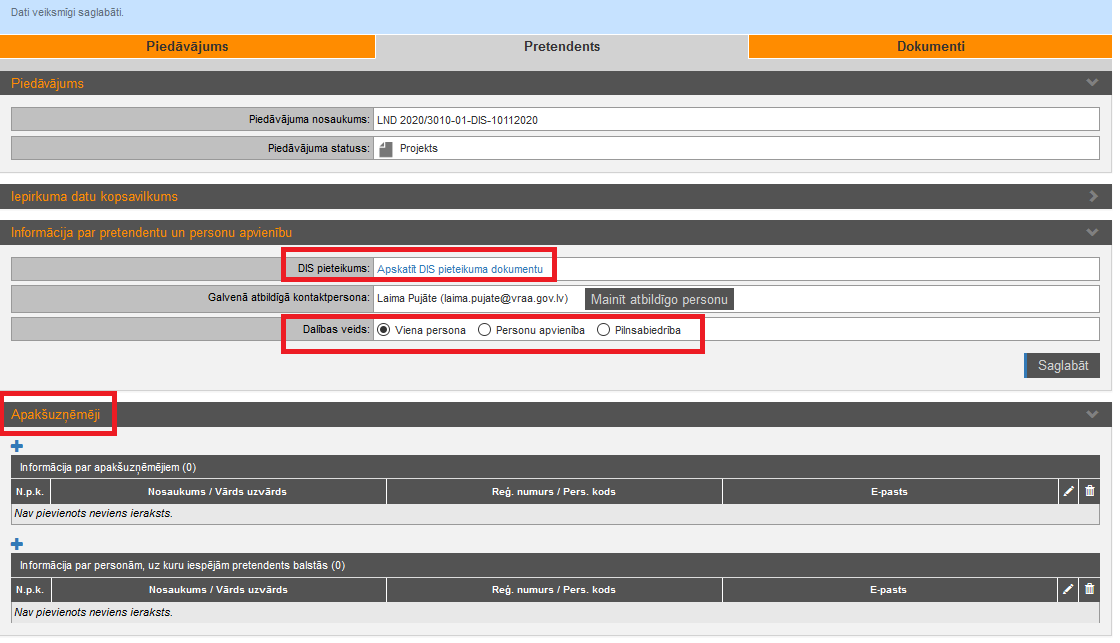 Dati veiksmīgi saglabāti.
Piedāvājums Pretendents Dokumenti
Piedāvājums
Piedāvājuma nosaukums: LND 2020/3010-01-DIS-10112020
Piedāvājuma statuss: Projekts
Iepirkuma datu kopsavilkums
Informācija par pretendentu un personu apvienību
DIS pieteikums: Apskatīt DIS pieteikuma dokumentu
Galvenā atbildīgā kontaktpersona: Laima Pujāte (laima.pujate@vraa.gov.lv) Mainīt atbildīgo personu
Dalības veids: Viena persona Personu apvienība Pilnsabiedrība
Saglabāt
Apakšuzņēmēji
Informācija par apakšuzņēmējiem (0)
N.p.k. Nosaukums / Vārds uzvārds Reģ. numurs / Pers. kods E-pasts
Nav pievienots neviens ieraksts.
Informācija par personām, uz kuru iespējām pretendents balstās (0)
N.p.k. Nosaukums / Vārds uzvārds Reģ. numurs / Pers. kods E-pasts
Nav pievienots neviens ieraksts.